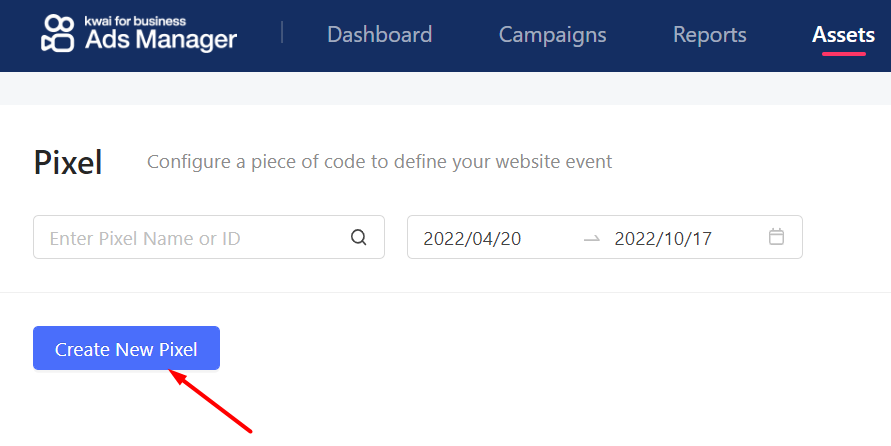 kwai for business
Ads Manager
Dashboard
Campaigns
Reports
Assets
Pixel
Configure a piece of code to define your website event
Enter Pixel Name or ID
2022/04/20
2022/10/17
Create New Pixel